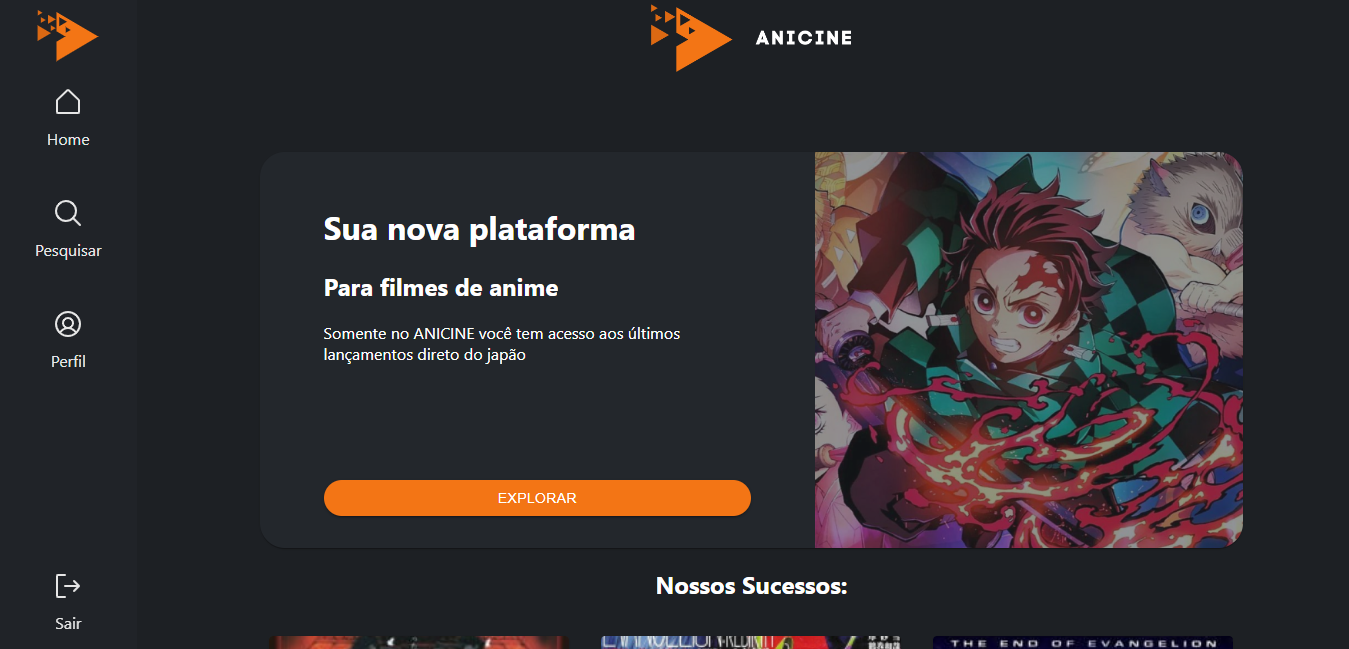 ANICINE
Home
Pesquisar
Perfil
Sair
Sua nova plataforma
Para filmes de anime
Somente no ANICINE você tem acesso aos últimos
lançamentos direto do japão
EXPLORAR
Nossos Sucessos:
THE END OF EVANGELION